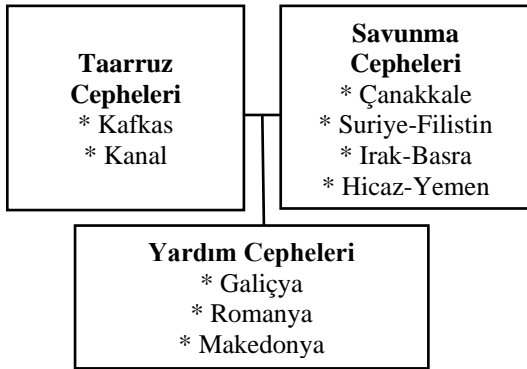 Taarruz
Cepheleri
* Kafkas
* Kanal
Savunma
Cepheleri
* Çanakkale
* Suriye-Filistin
* Irak-Basra
* Hicaz-Yemen
Yardım Cepheleri
* Galiçya
* Romanya
* Makedonya